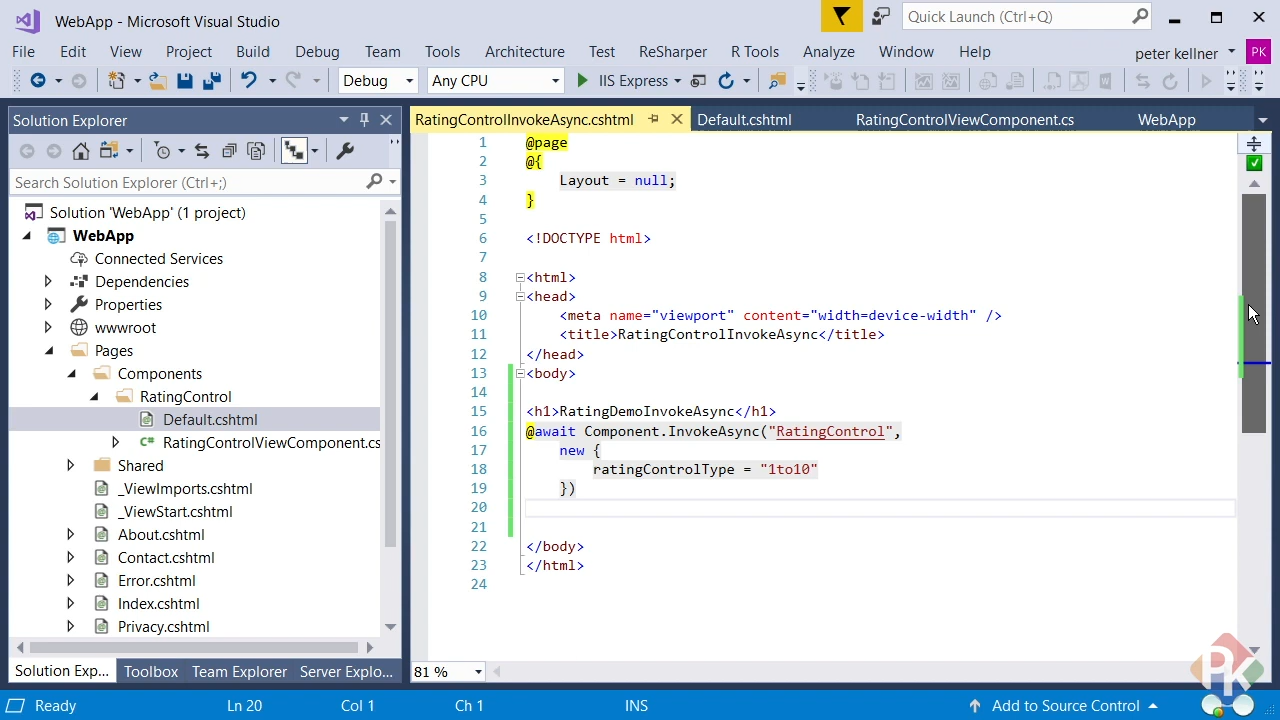 WebApp - Microsoft Visual Studio
Quick Launch (Ctrl+Q)
File Edit View Project Build Debug Team Tools Architecture Test ReSharper R Tools Analyze Window Help
peter kellner PK
Debug Any CPU IIS Express
Solution Explorer
Search Solution Explorer (Ctrl+;)
Solution 'WebApp' (1 project)
WebApp
Connected Services
Dependencies
Properties
wwwroot
Pages
Components
RatingControl
Default.cshtml
RatingControlViewComponent.cs
Shared
_ViewImports.cshtml
_ViewStart.cshtml
About.cshtml
Contact.cshtml
Error.cshtml
Index.cshtml
Privacy.cshtml
Solution Exp... Toolbox Team Explorer Server Explo...
RatingControlInvokeAsync.cshtml Default.cshtml RatingControlViewComponent.cs WebApp
1 @page
2 @{
3 Layout = null;
4 }
5
6 <!DOCTYPE html>
7
8 <html>
9 <head>
10 <meta name="viewport" content="width=device-width" />
11 <title>RatingControlInvokeAsync</title>
12 </head>
13 <body>
14
15 <h1>RatingDemoInvokeAsync</h1>
16 @await Component.InvokeAsync("RatingControl",
17 new {
18 ratingControlType = "1to10"
19 })
20
21
22 </body>
23 </html>
24
81 %
PK
Ready Ln 20 Col 1 Ch 1 INS Add to Source Control